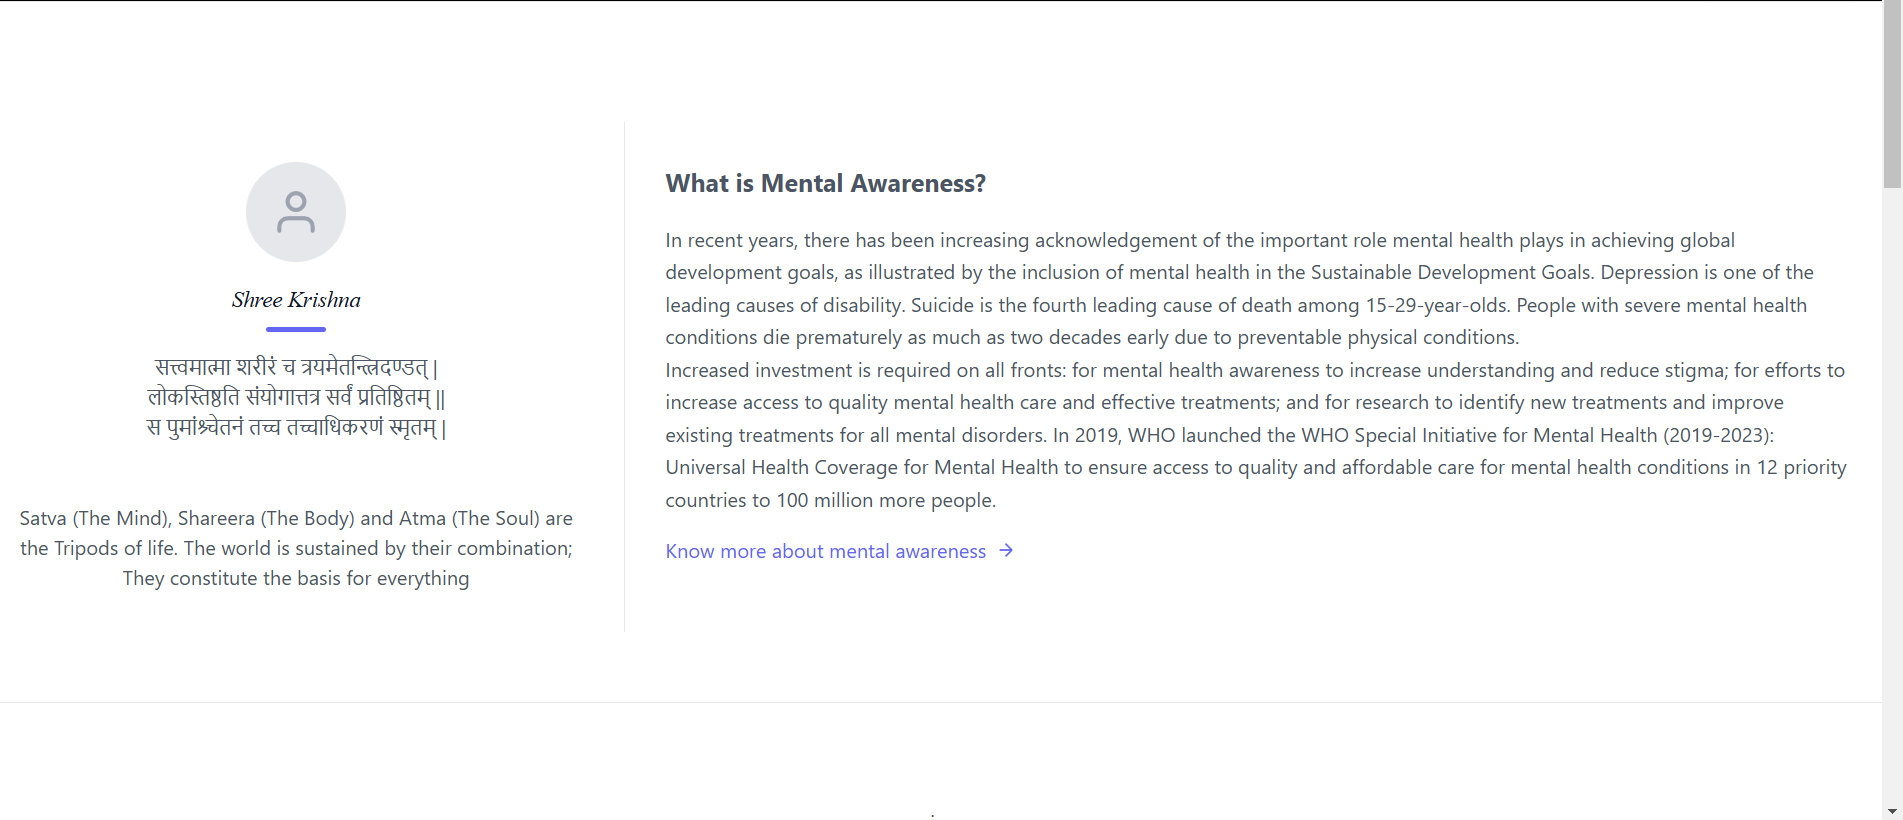 Shree Krishna
सत्त्वमात्मा शरीरं च त्रयमेतन्त्रिदण्डत् |
लोकस्तिष्ठति संयोगात्तत्र सर्वं प्रतिष्ठितम् ||
स पुमांश्र्चेतनं तच्च तच्चाधिकरणं स्मृतम् |
Satva (The Mind), Shareera (The Body) and Atma (The Soul) are
the Tripods of life. The world is sustained by their combination;
They constitute the basis for everything
What is Mental Awareness?
In recent years, there has been increasing acknowledgement of the important role mental health plays in achieving global
development goals, as illustrated by the inclusion of mental health in the Sustainable Development Goals. Depression is one of the
leading causes of disability. Suicide is the fourth leading cause of death among 15-29-year-olds. People with severe mental health
conditions die prematurely as much as two decades early due to preventable physical conditions.
Increased investment is required on all fronts: for mental health awareness to increase understanding and reduce stigma; for efforts to
increase access to quality mental health care and effective treatments; and for research to identify new treatments and improve
existing treatments for all mental disorders. In 2019, WHO launched the WHO Special Initiative for Mental Health (2019-2023):
Universal Health Coverage for Mental Health to ensure access to quality and affordable care for mental health conditions in 12 priority
countries to 100 million more people.
Know more about mental awareness →
.